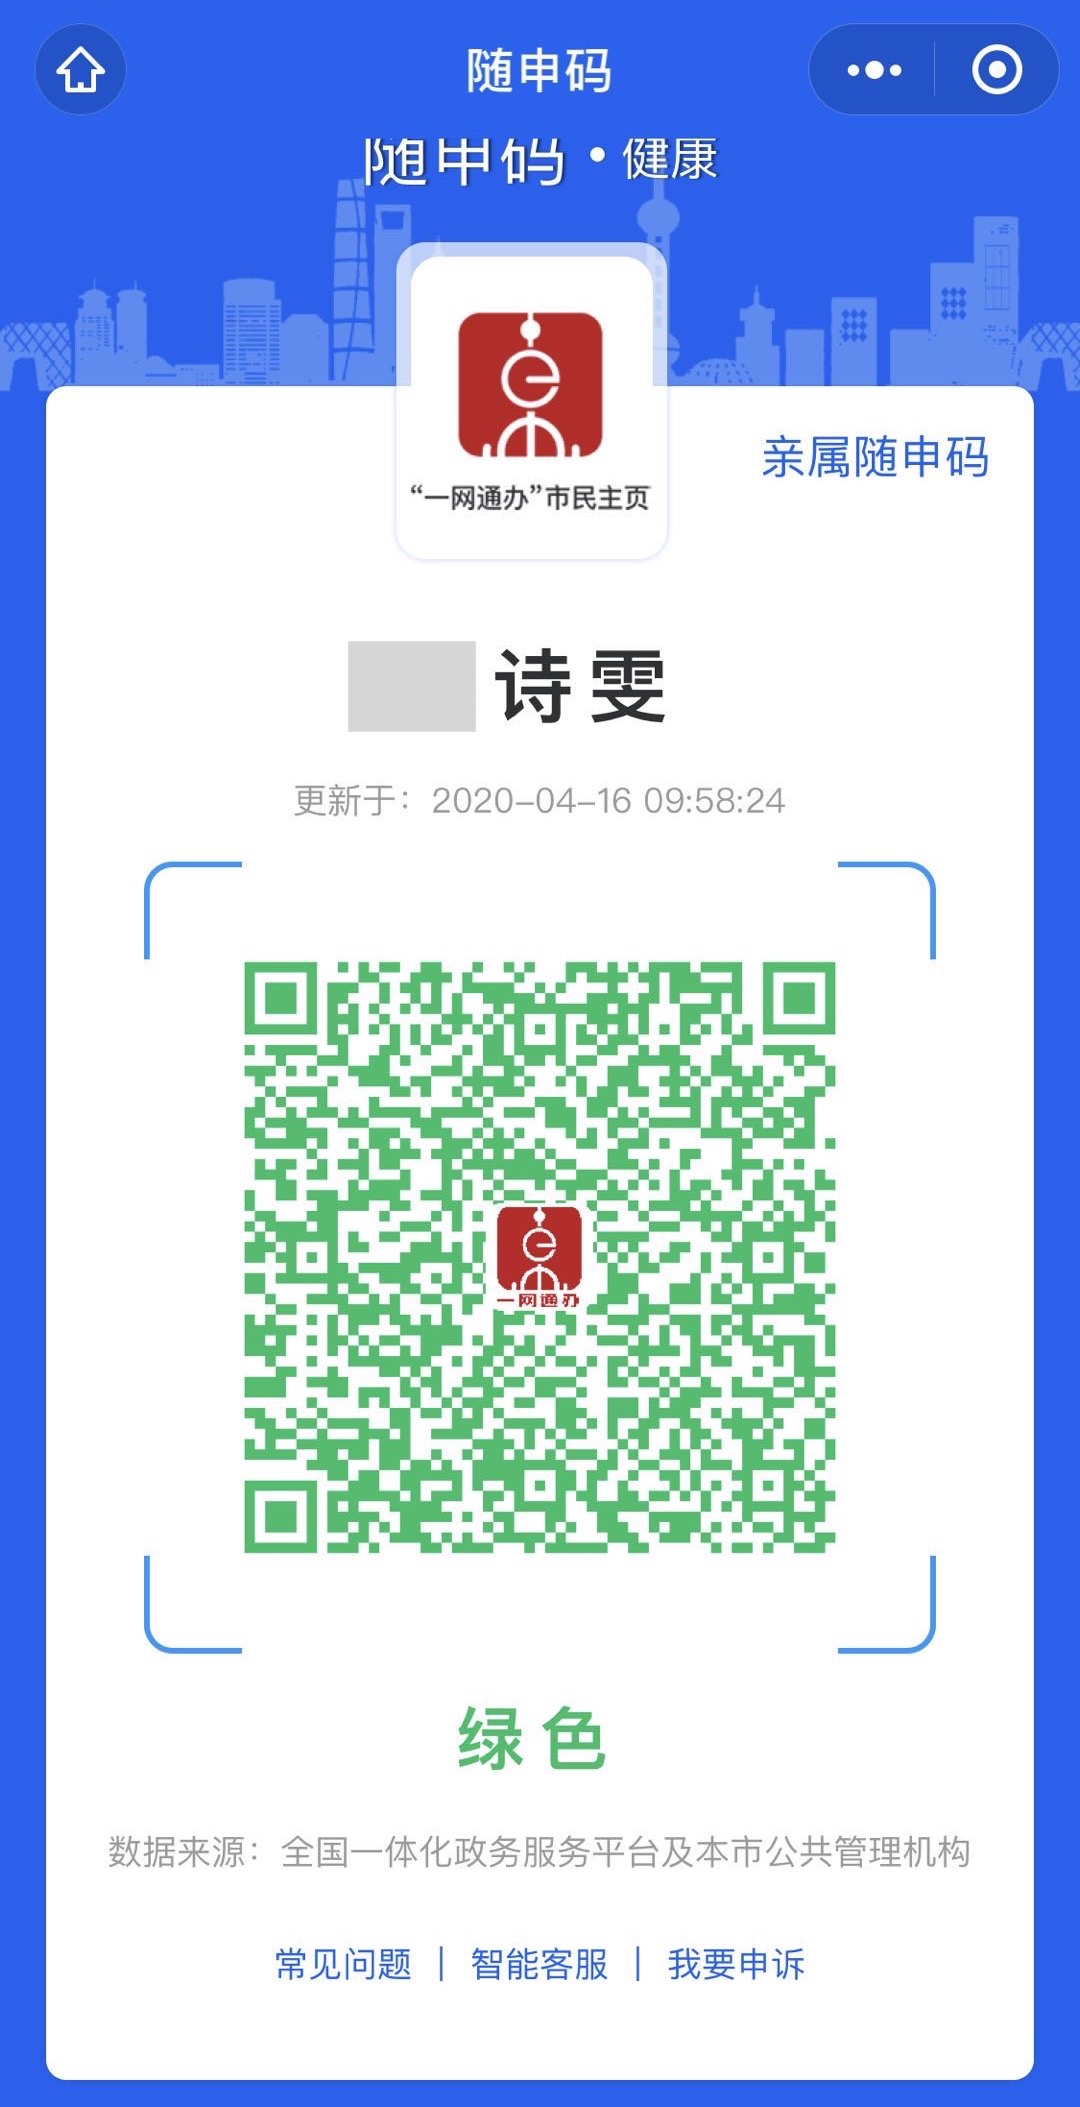 随申码
随申码·健康
“一网通办”市民主页
亲属随申码
诗雯
更新于：2020-04-16 09:58:24
一网通办
绿色
数据来源：全国一体化政务服务平台及本市公共管理机构
常见问题 | 智能客服 | 我要申诉